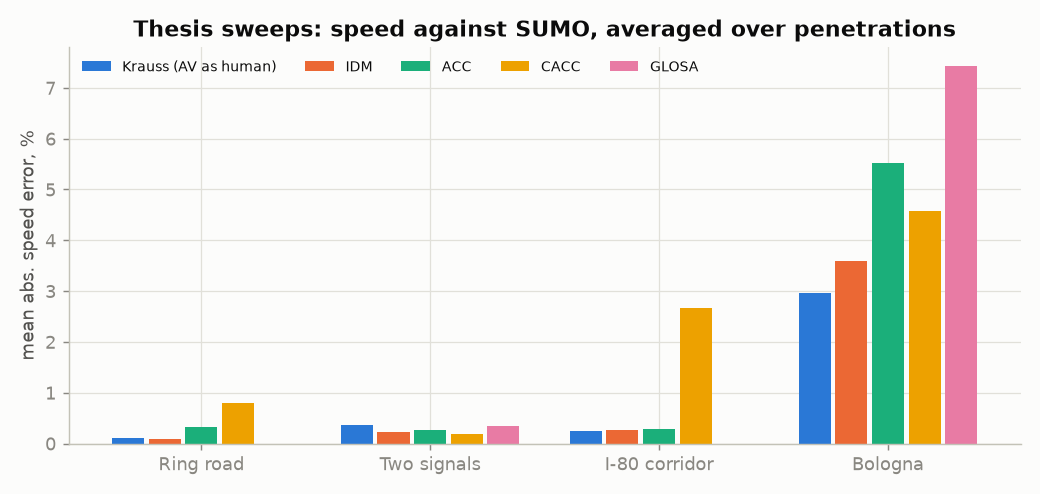 Thesis sweeps: speed against SUMO, averaged over penetrations
Krauss (AV as human) IDM ACC CACC GLOSA
mean abs. speed error, %
7
6
5
4
3
2
1
0
Ring road Two signals I-80 corridor Bologna